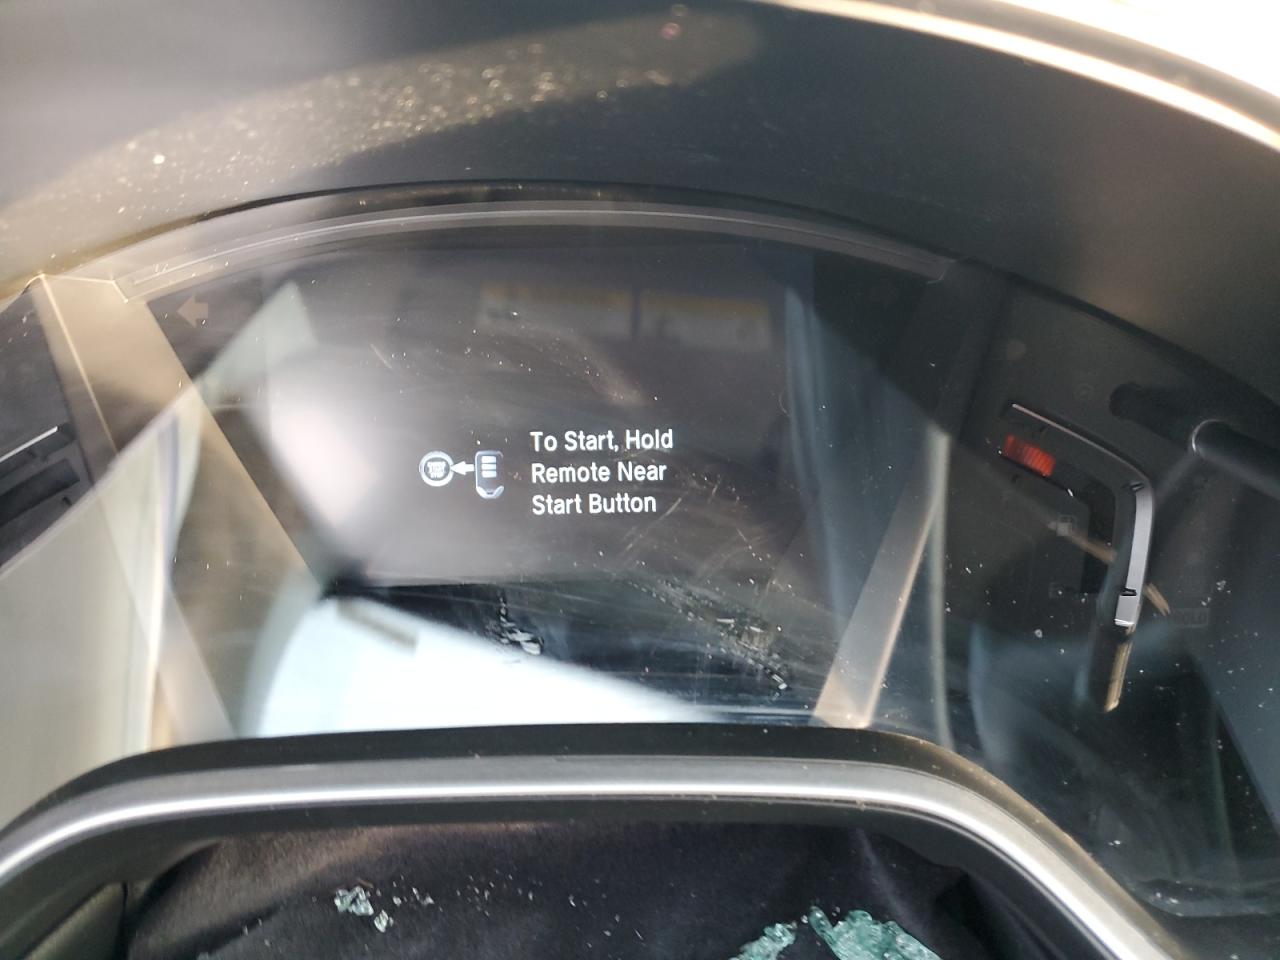 To Start, Hold
Remote Near
Start Button